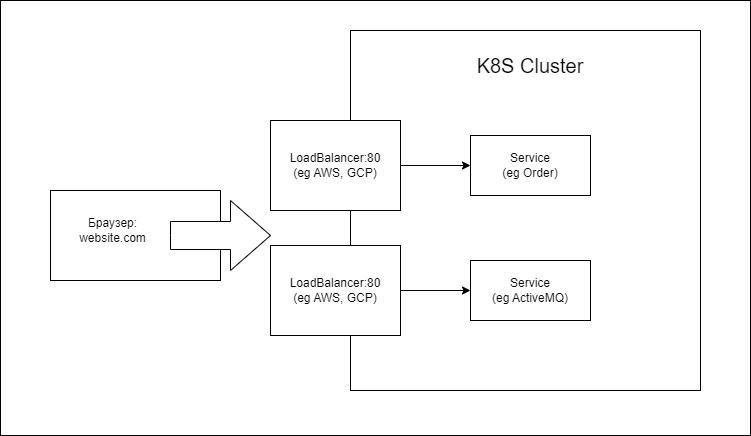 K8S Cluster
LoadBalancer:80
(eg AWS, GCP)
Service
(eg Order)
Браузер:
website.com
LoadBalancer:80
(eg AWS, GCP)
Service
(eg ActiveMQ)